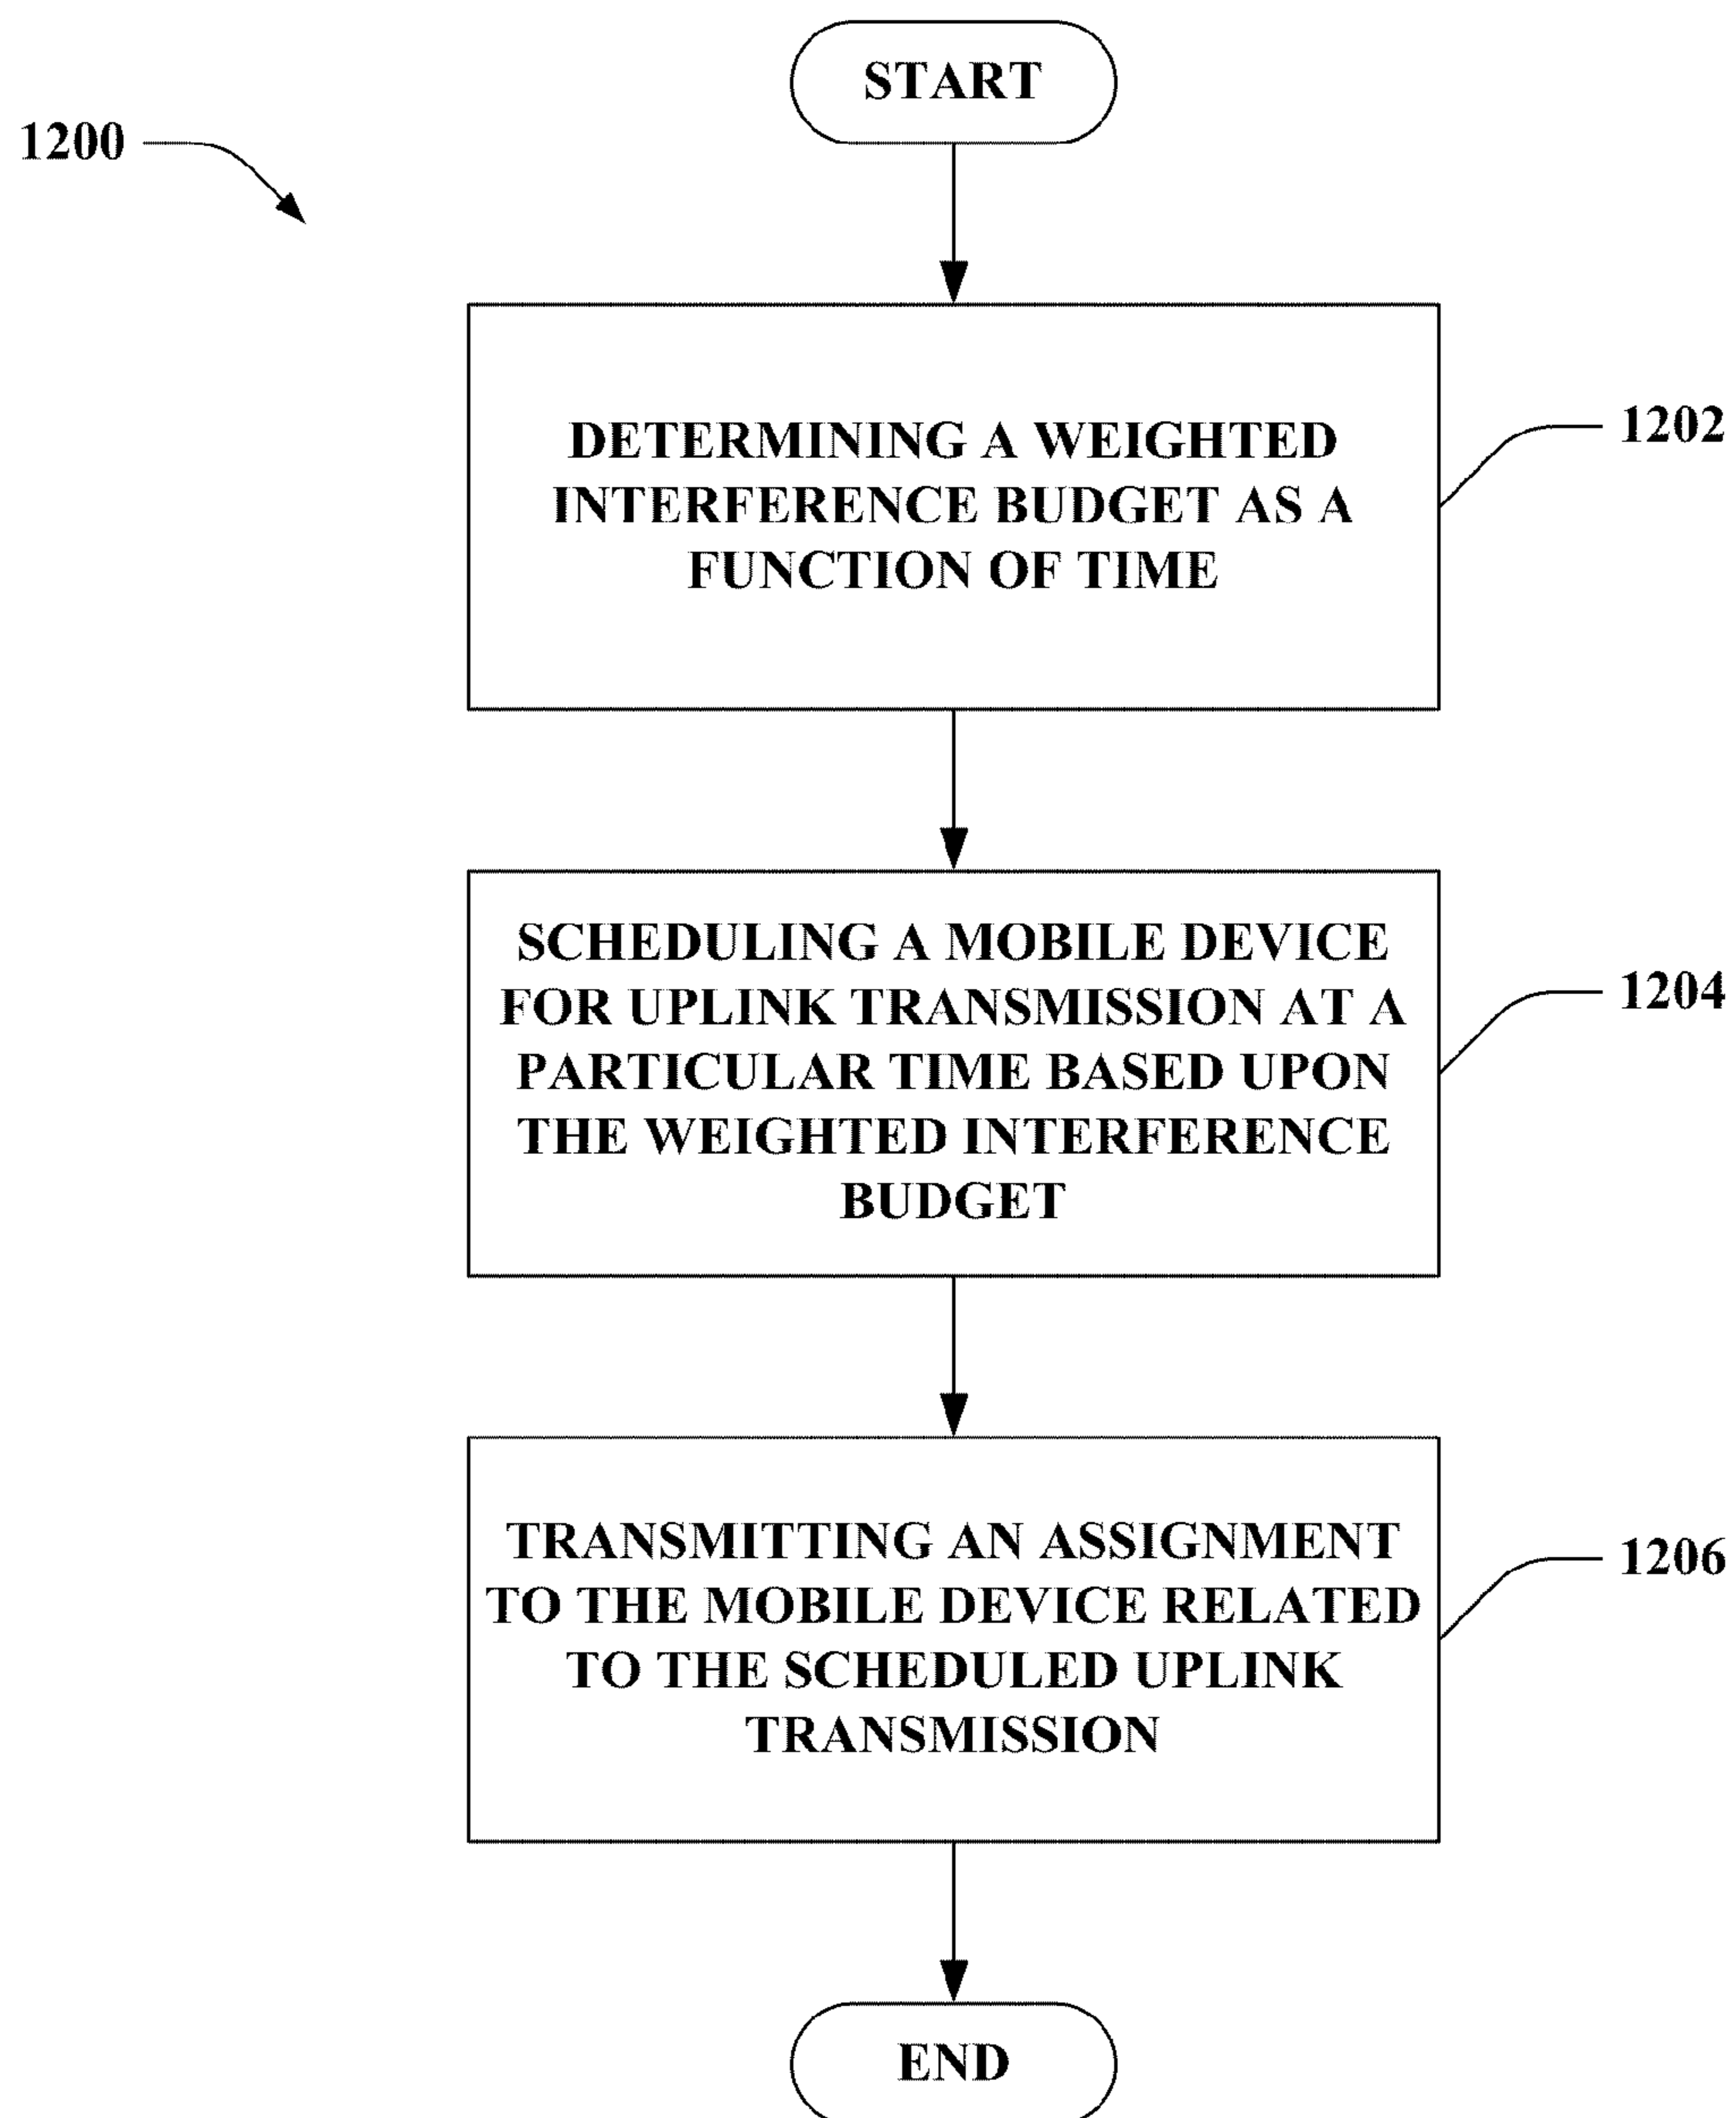 START
1200
DETERMINING A WEIGHTED
INTERFERENCE BUDGET AS A
FUNCTION OF TIME
1202
SCHEDULING A MOBILE DEVICE
FOR UPLINK TRANSMISSION AT A
PARTICULAR TIME BASED UPON
THE WEIGHTED INTERFERENCE
BUDGET
1204
TRANSMITTING AN ASSIGNMENT
TO THE MOBILE DEVICE RELATED
TO THE SCHEDULED UPLINK
TRANSMISSION
1206
END